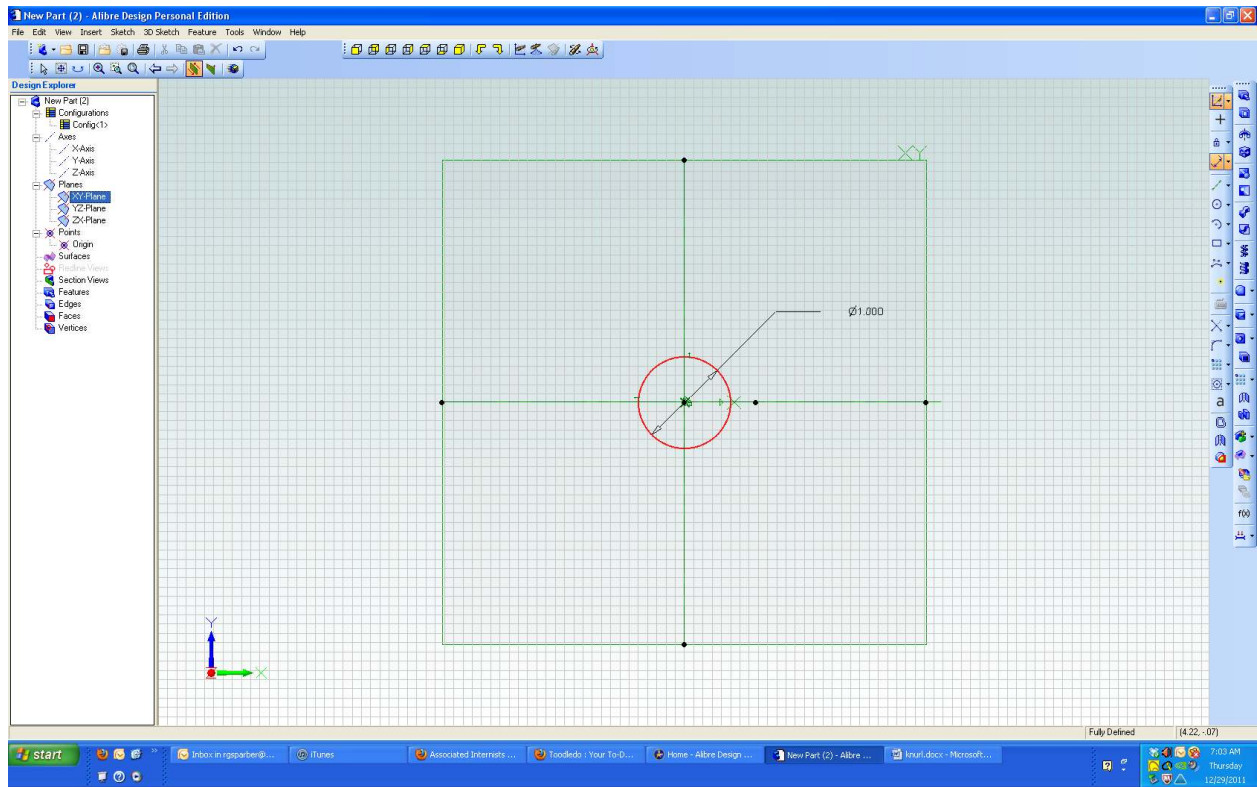 New Part (2) - Alibre Design Personal Edition
File Edit View Insert Sketch 3D Sketch Feature Tools Window Help
Design Explorer
New Part (2)
Configurations
Config<1>
Axes
X-Axis
Y-Axis
Z-Axis
Planes
XY-Plane
YZ-Plane
ZX-Plane
Points
Origin
Surfaces
Redline Views
Section Views
Features
Edges
Faces
Vertices
XY
Ø1.000
X
Y
X
a
f(x)
Fully Defined (4.22, -.07)
start
Inbox in rgsparber@...
iTunes
Associated Internists ...
Toodledo : Your To-D...
Home - Alibre Design ...
New Part (2) - Alibre ...
knurl.docx - Microsoft...
7:03 AM
Thursday
12/29/2011